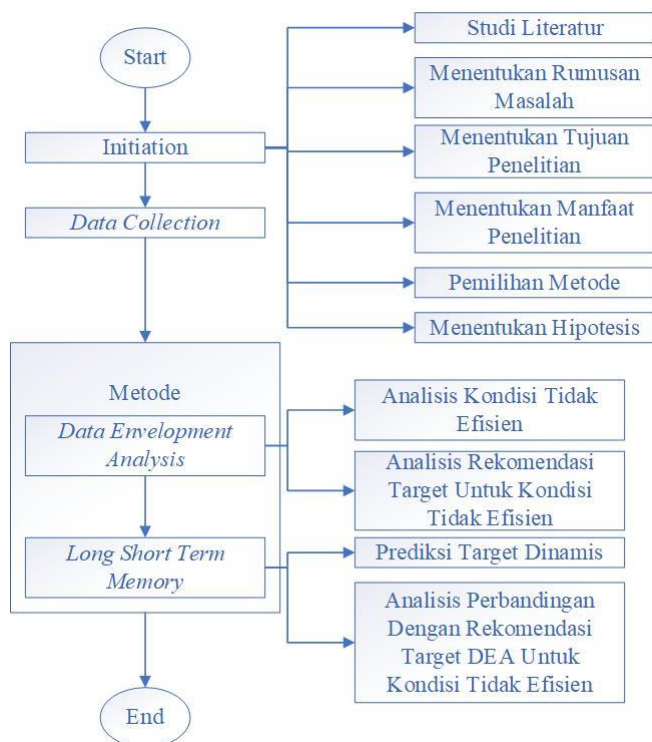 Start
Initiation
Data Collection
Studi Literatur
Menentukan Rumusan
Masalah
Menentukan Tujuan
Penelitian
Menentukan Manfaat
Penelitian
Pemilihan Metode
Menentukan Hipotesis
Metode
Data Envelopment
Analysis
Analisis Kondisi Tidak
Efisien
Analisis Rekomendasi
Target Untuk Kondisi
Tidak Efisien
Long Short Term
Memory
Prediksi Target Dinamis
Analisis Perbandingan
Dengan Rekomendasi
Target DEA Untuk
Kondisi Tidak Efisien
End